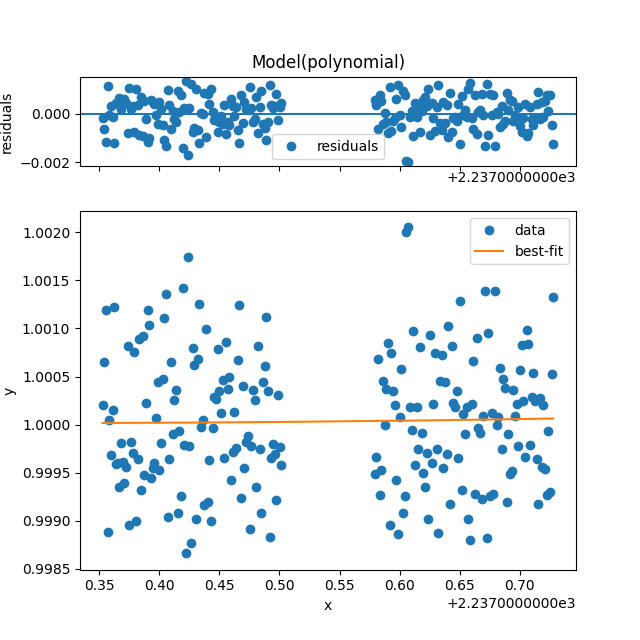 Model(polynomial)
residuals
0.000
−0.002
residuals
+2.2370000000e3
y
1.0020
1.0015
1.0010
1.0005
1.0000
0.9995
0.9990
0.9985
data
best-fit
0.35 0.40 0.45 0.50 0.55 0.60 0.65 0.70
x
+2.2370000000e3